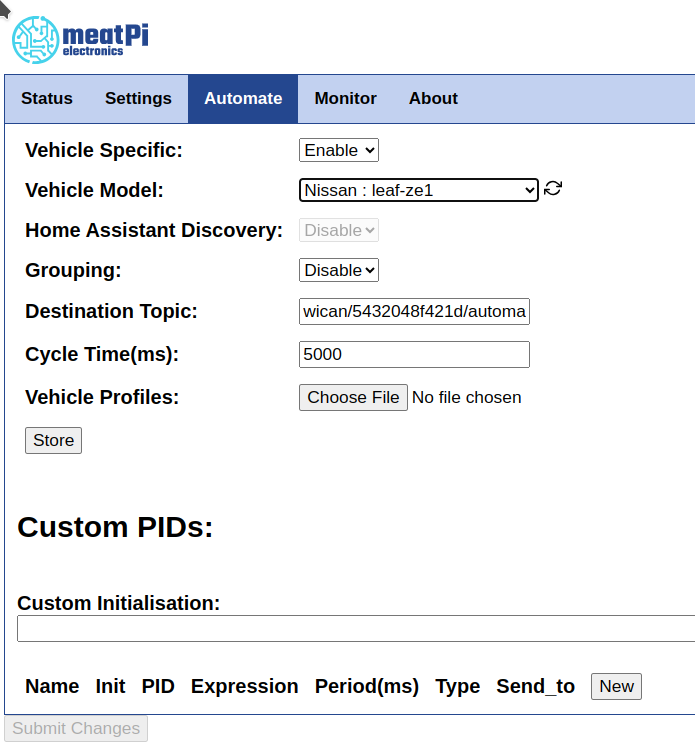 meatPi
electronics
Status Settings Automate Monitor About
Vehicle Specific: Enable
Vehicle Model: Nissan : leaf-ze1
Home Assistant Discovery: Disable
Grouping: Disable
Destination Topic: wican/5432048f421d/automa
Cycle Time(ms): 5000
Vehicle Profiles: Choose File No file chosen
Store
Custom PIDs:
Custom Initialisation:
Name Init PID Expression Period(ms) Type Send_to New
Submit Changes